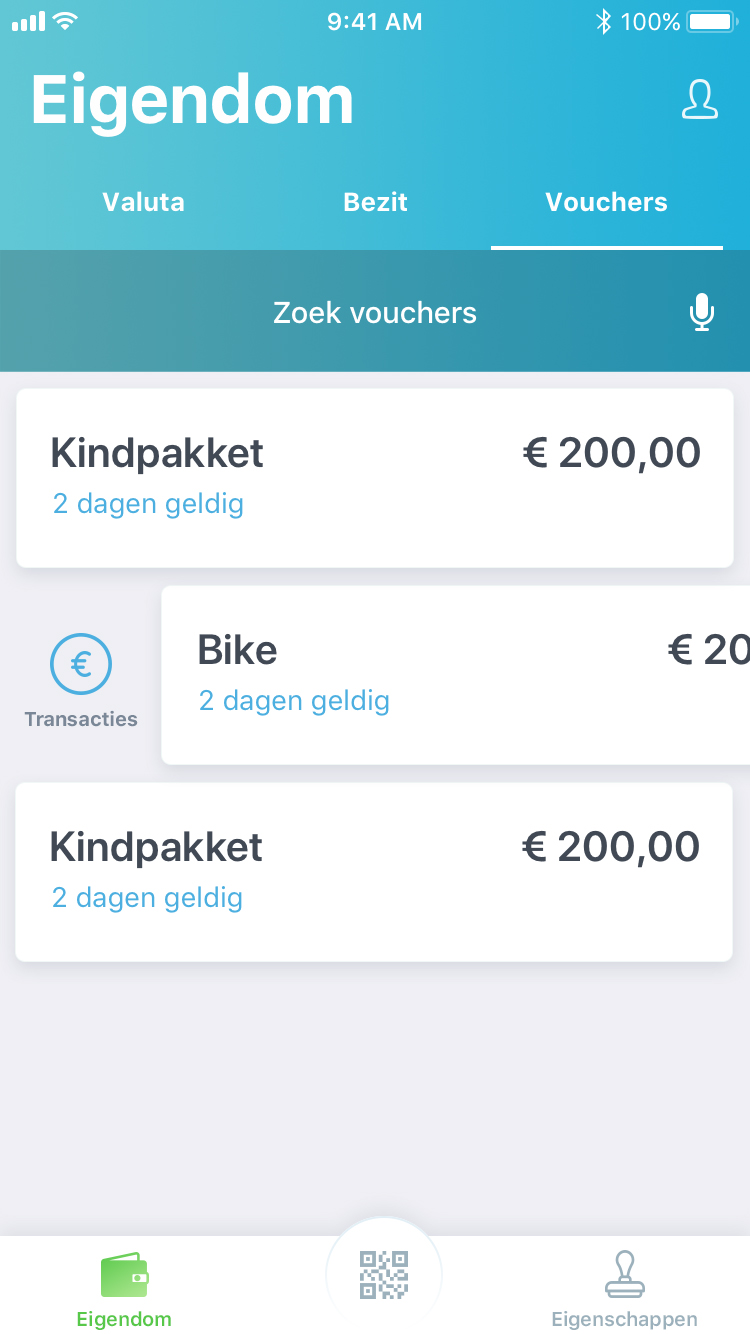 9:41 AM 100%
Eigendom
Valuta Bezit Vouchers
Zoek vouchers
Kindpakket € 200,00
2 dagen geldig
Bike € 20
2 dagen geldig
€
Transacties
Kindpakket € 200,00
2 dagen geldig
Eigendom Eigenschappen